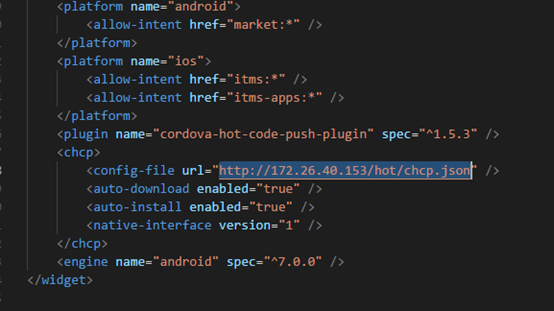 <platform name="android">
<allow-intent href="market:*" />
</platform>
<platform name="ios">
<allow-intent href="itms:*" />
<allow-intent href="itms-apps:*" />
</platform>
<plugin name="cordova-hot-code-push-plugin" spec="^1.5.3" />
<chcp>
<config-file url="http://172.26.40.153/hot/chcp.json" />
<auto-download enabled="true" />
<auto-install enabled="true" />
<native-interface version="1" />
</chcp>
<engine name="android" spec="^7.0.0" />
</widget>